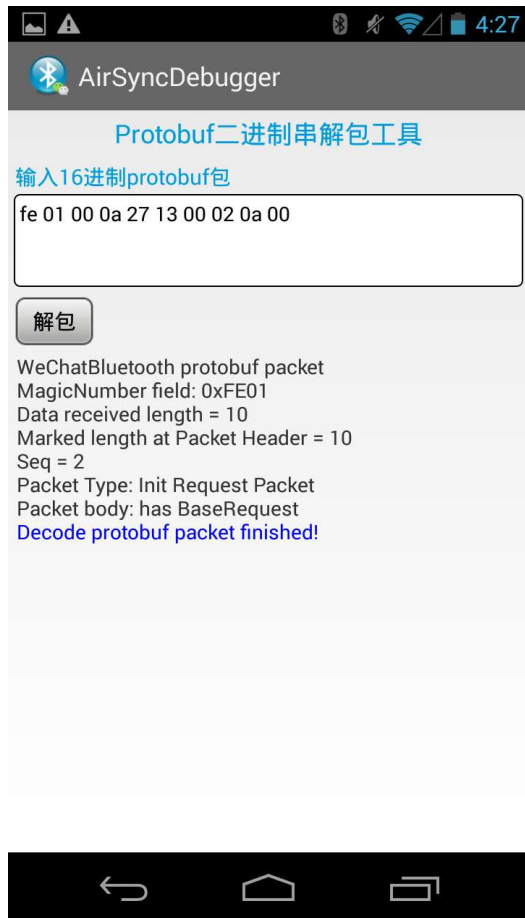 4:27
AirSyncDebugger
Protobuf二进制串解包工具
输入16进制protobuf包
fe 01 00 0a 27 13 00 02 0a 00
解包
WeChatBluetooth protobuf packet
MagicNumber field: 0xFE01
Data received length = 10
Marked length at Packet Header = 10
Seq = 2
Packet Type: Init Request Packet
Packet body: has BaseRequest
Decode protobuf packet finished!